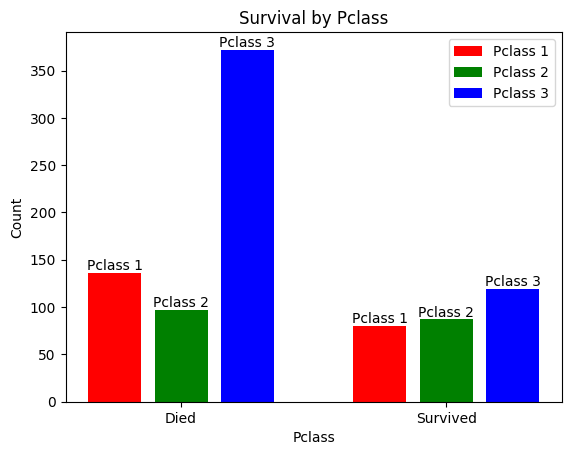 Survival by Pclass
Pclass 1
Pclass 2
Pclass 3
Count
350
300
250
200
150
100
50
0
Pclass 1
Pclass 2
Pclass 3
Pclass 1
Pclass 2
Pclass 3
Died
Survived
Pclass